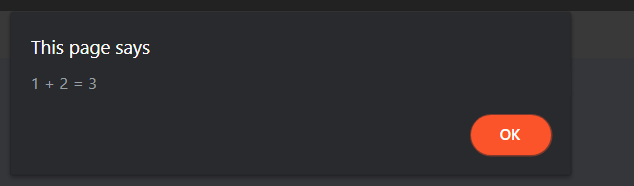 This page says
1 + 2 = 3
OK